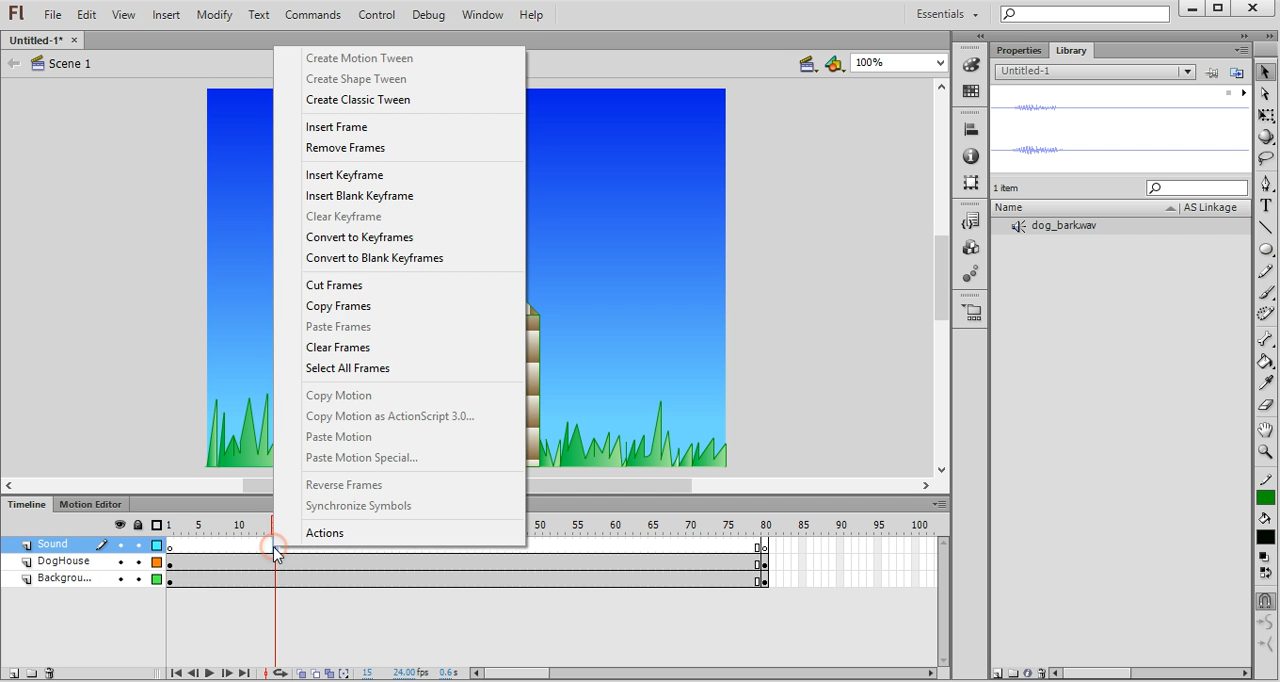 Fl File Edit View Insert Modify Text Commands Control Debug Window Help Essentials
Untitled-1* ×
Scene 1
100%
Create Motion Tween
Create Shape Tween
Create Classic Tween
Insert Frame
Remove Frames
Insert Keyframe
Insert Blank Keyframe
Clear Keyframe
Convert to Keyframes
Convert to Blank Keyframes
Cut Frames
Copy Frames
Paste Frames
Clear Frames
Select All Frames
Copy Motion
Copy Motion as ActionScript 3.0...
Paste Motion
Paste Motion Special...
Reverse Frames
Synchronize Symbols
Actions
Properties Library
Untitled-1
1 item
Name AS Linkage
dog_bark.wav
Timeline Motion Editor
1 5 10 50 55 60 65 70 75 80 85 90 95 100
Sound
DogHouse
Backgrou...
15 24.00 fps 0.6 s